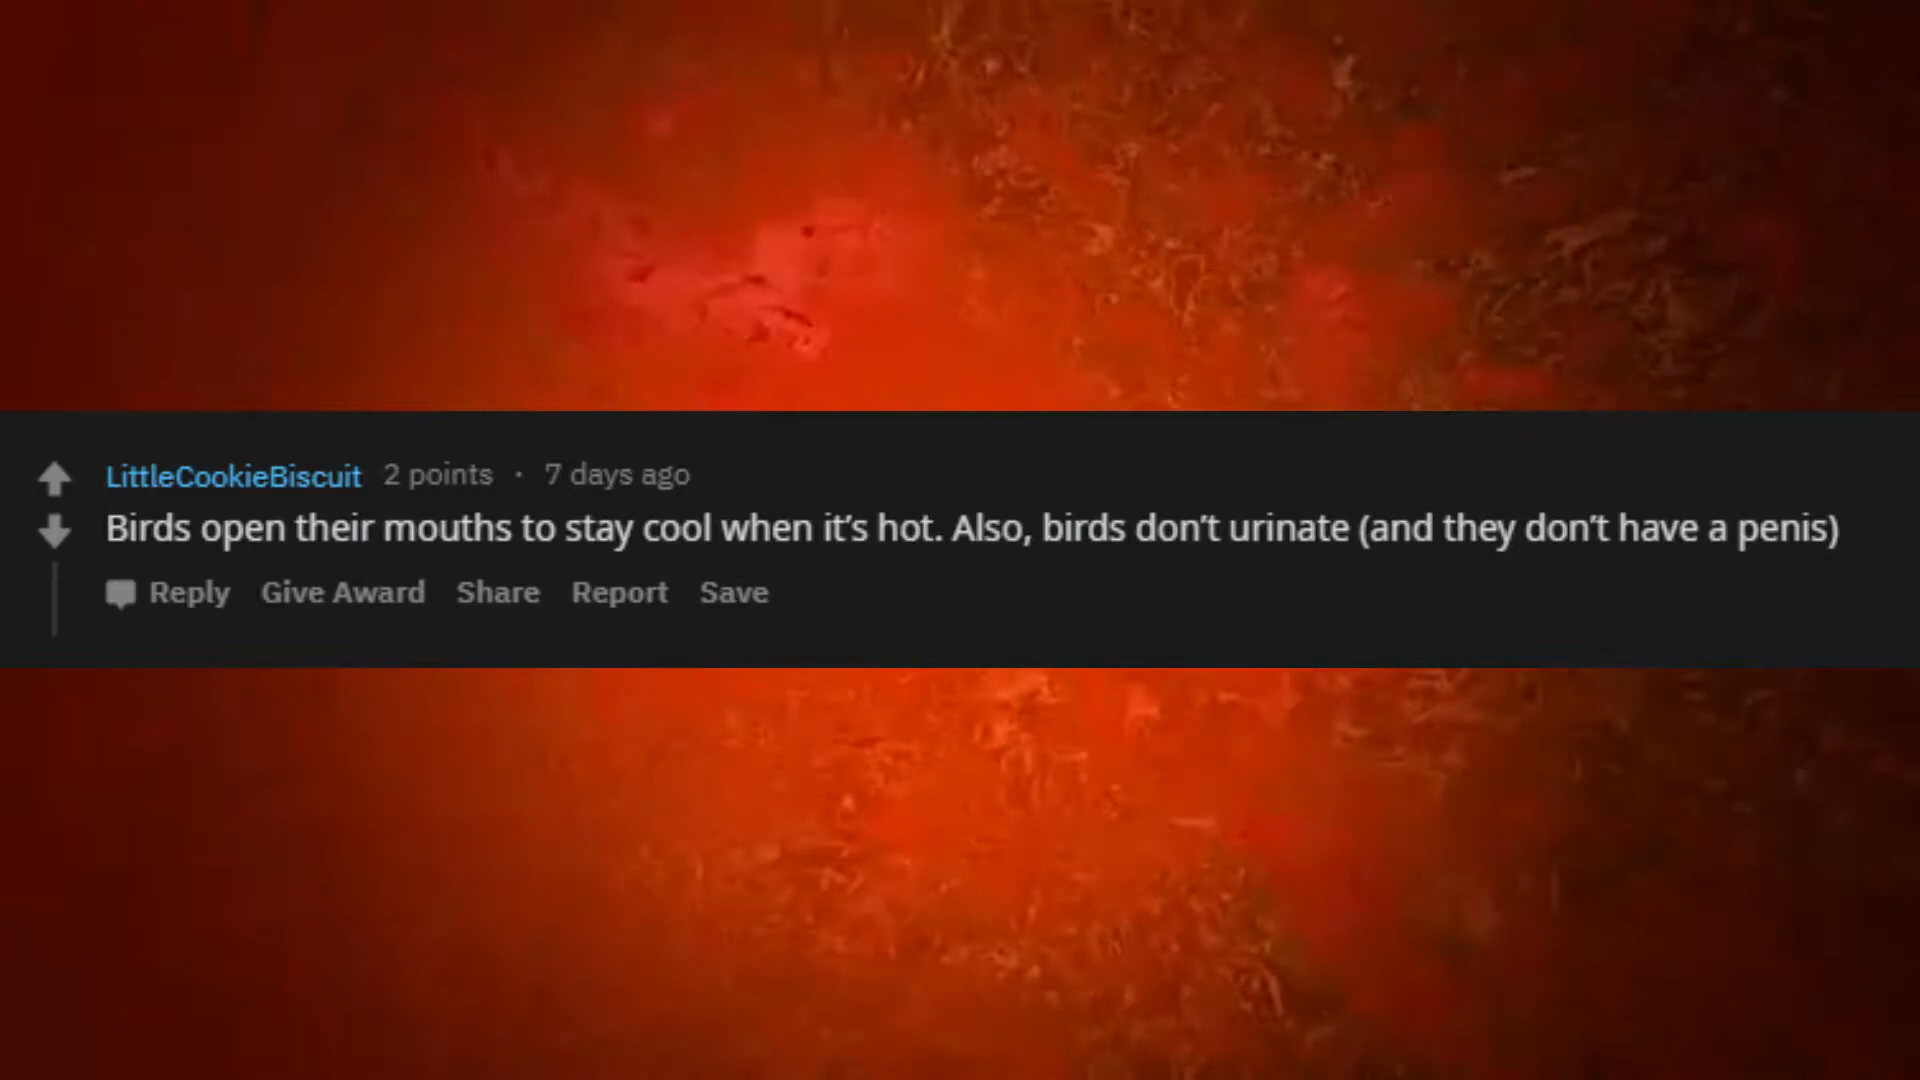 LittleCookieBiscuit 2 points · 7 days ago
Birds open their mouths to stay cool when it's hot. Also, birds don't urinate (and they don't have a penis)
Reply Give Award Share Report Save